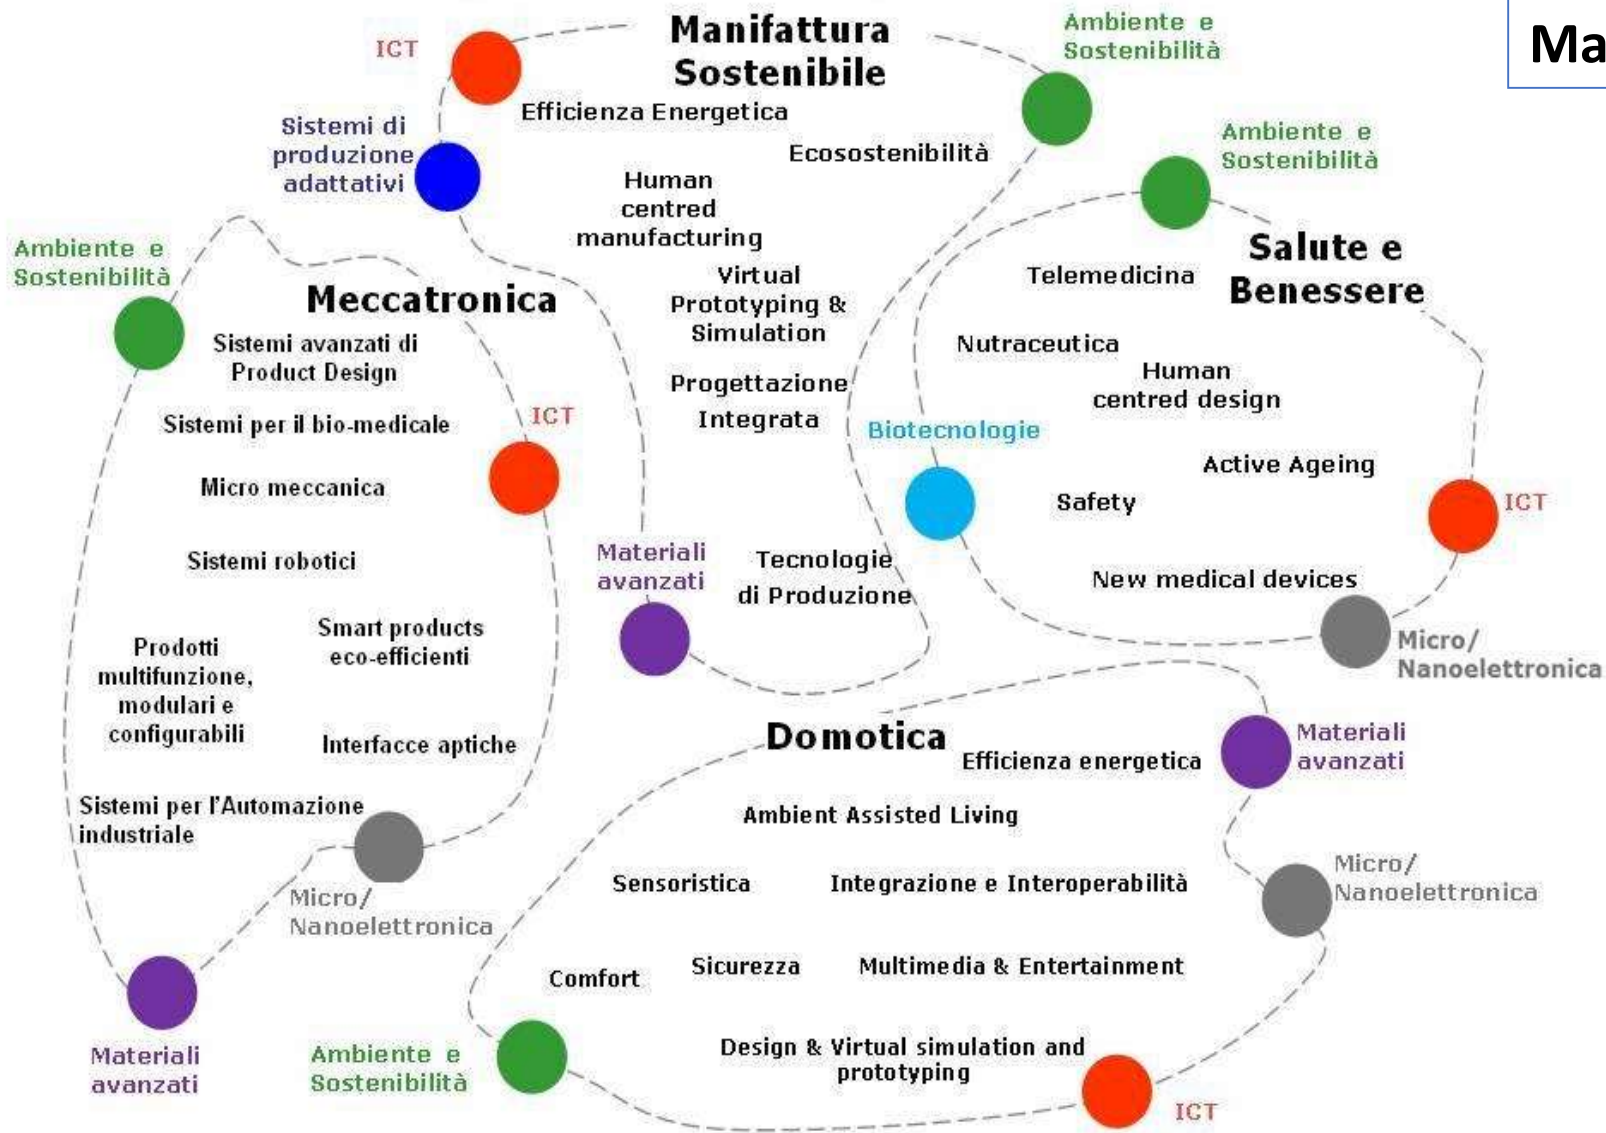 Manifattura
Sostenibile
ICT
Ambiente e
Sostenibilità
Ma
Efficienza Energetica
Sistemi di
produzione
adattativi
Ecosostenibilità
Human
centred
manufacturing
Virtual
Prototyping &
Simulation
Progettazione
Integrata
Materiali
avanzati
Tecnologie
di Produzione
Ambiente e
Sostenibilità
Salute e
Benessere
Telemedicina
Nutraceutica
Human
centred design
Biotecnologie
Active Ageing
Safety
ICT
New medical devices
Micro/
Nanoelettronica
Ambiente e
Sostenibilità
Meccatronica
Sistemi avanzati di
Product Design
Sistemi per il bio-medicale
ICT
Micro meccanica
Sistemi robotici
Smart products
eco-efficienti
Prodotti
multifunzione,
modulari e
configurabili
Interfacce aptiche
Sistemi per l'Automazione
industriale
Micro/
Nanoelettronica
Materiali
avanzati
Domotica
Efficienza energetica
Materiali
avanzati
Ambient Assisted Living
Sensoristica
Integrazione e Interoperabilità
Micro/
Nanoelettronica
Comfort
Sicurezza
Multimedia & Entertainment
Ambiente e
Sostenibilità
Design & Virtual simulation and
prototyping
ICT